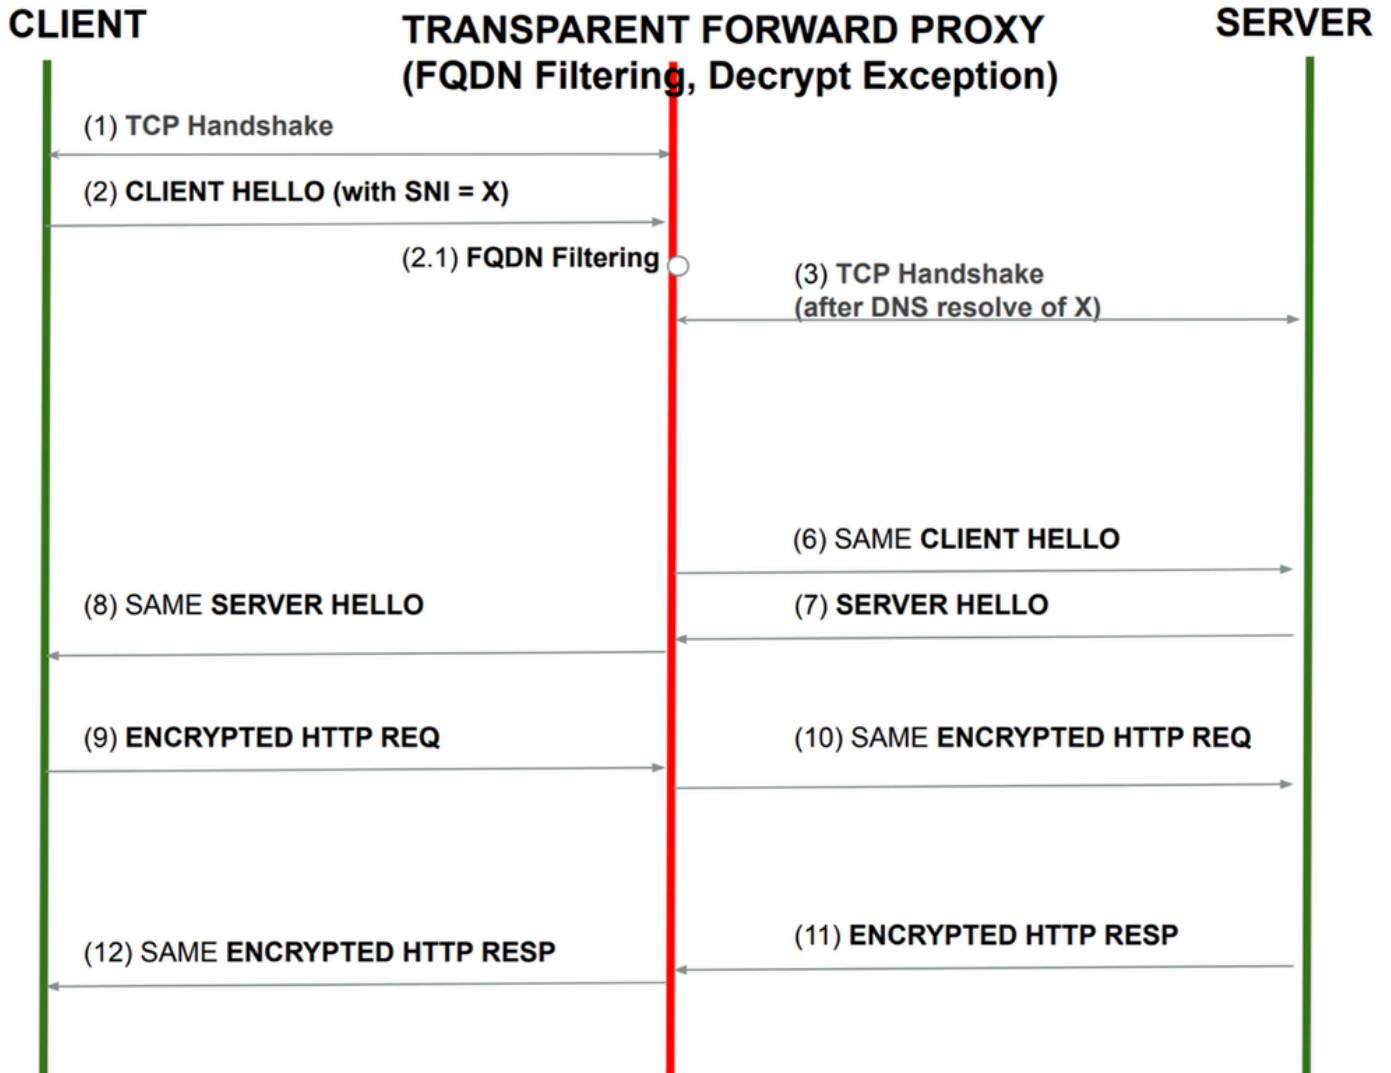 CLIENT
TRANSPARENT FORWARD PROXY
(FQDN Filtering, Decrypt Exception)
SERVER
(1) TCP Handshake
(2) CLIENT HELLO (with SNI = X)
(2.1) FQDN Filtering
(3) TCP Handshake
(after DNS resolve of X)
(6) SAME CLIENT HELLO
(8) SAME SERVER HELLO
(7) SERVER HELLO
(9) ENCRYPTED HTTP REQ
(10) SAME ENCRYPTED HTTP REQ
(11) ENCRYPTED HTTP RESP
(12) SAME ENCRYPTED HTTP RESP